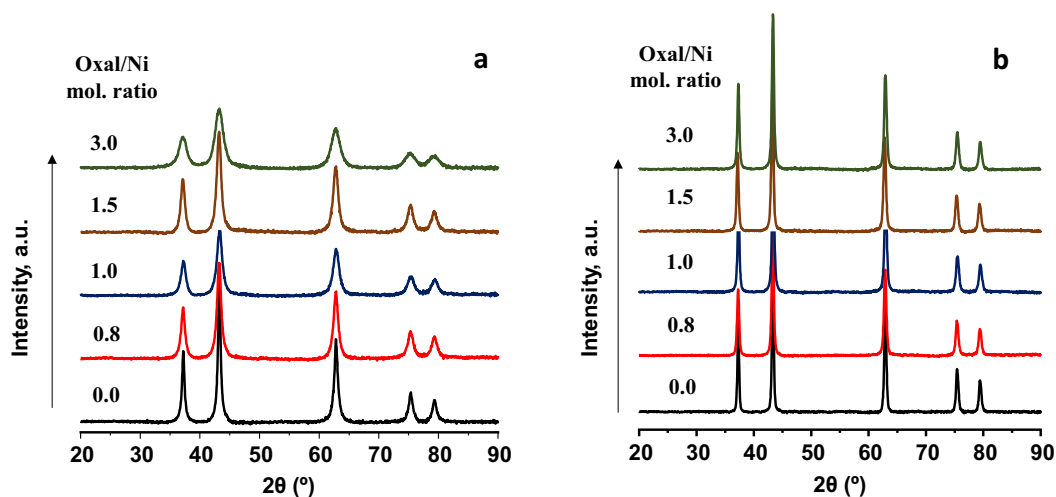 a
Oxal/Ni
mol. ratio
3.0
1.5
1.0
0.8
0.0
Intensity, a.u.
20 30 40 50 60 70 80 90
2θ (º)
b
Oxal/Ni
mol. ratio
3.0
1.5
1.0
0.8
0.0
Intensity, a.u.
20 30 40 50 60 70 80 90
2θ (º)